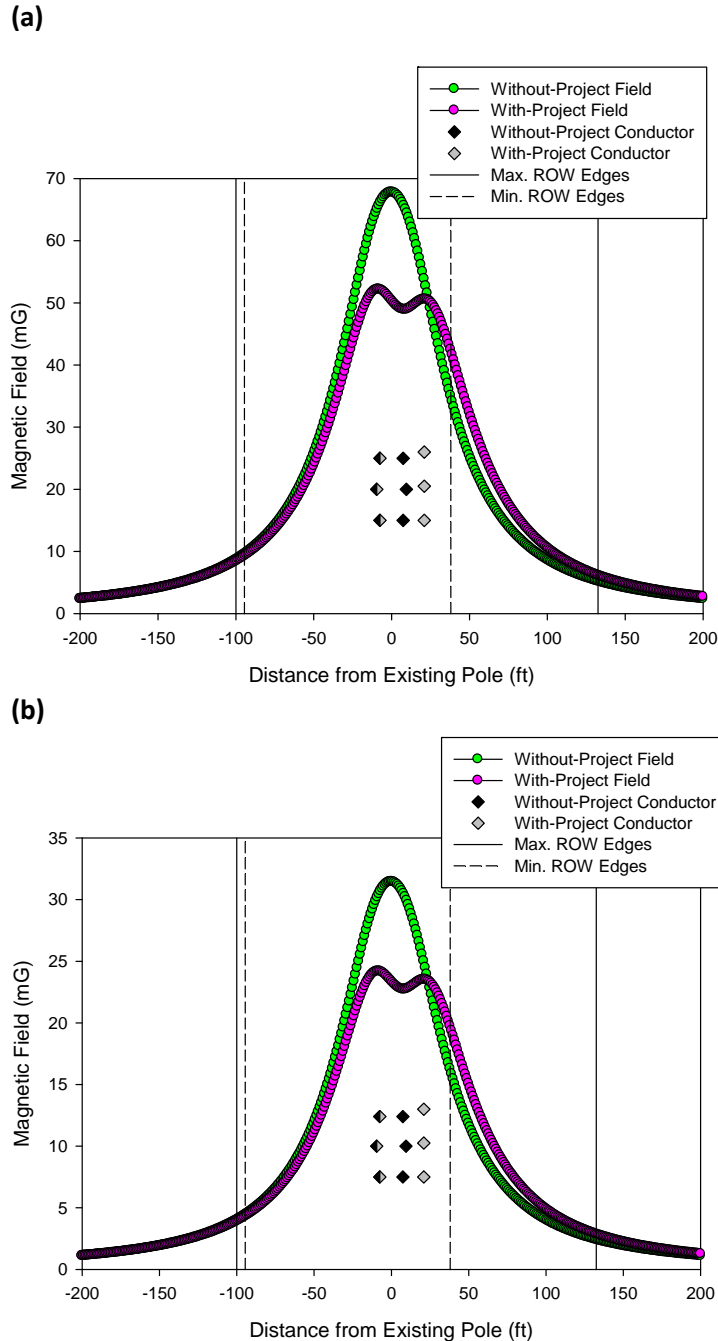 (a)
Without-Project Field
With-Project Field
Without-Project Conductor
With-Project Conductor
Max. ROW Edges
Min. ROW Edges
70
60
50
40
30
20
10
0
Magnetic Field (mG)
-200 -150 -100 -50 0 50 100 150 200
Distance from Existing Pole (ft)
(b)
Without-Project Field
With-Project Field
Without-Project Conductor
With-Project Conductor
Max. ROW Edges
Min. ROW Edges
35
30
25
20
15
10
5
0
Magnetic Field (mG)
-200 -150 -100 -50 0 50 100 150 200
Distance from Existing Pole (ft)